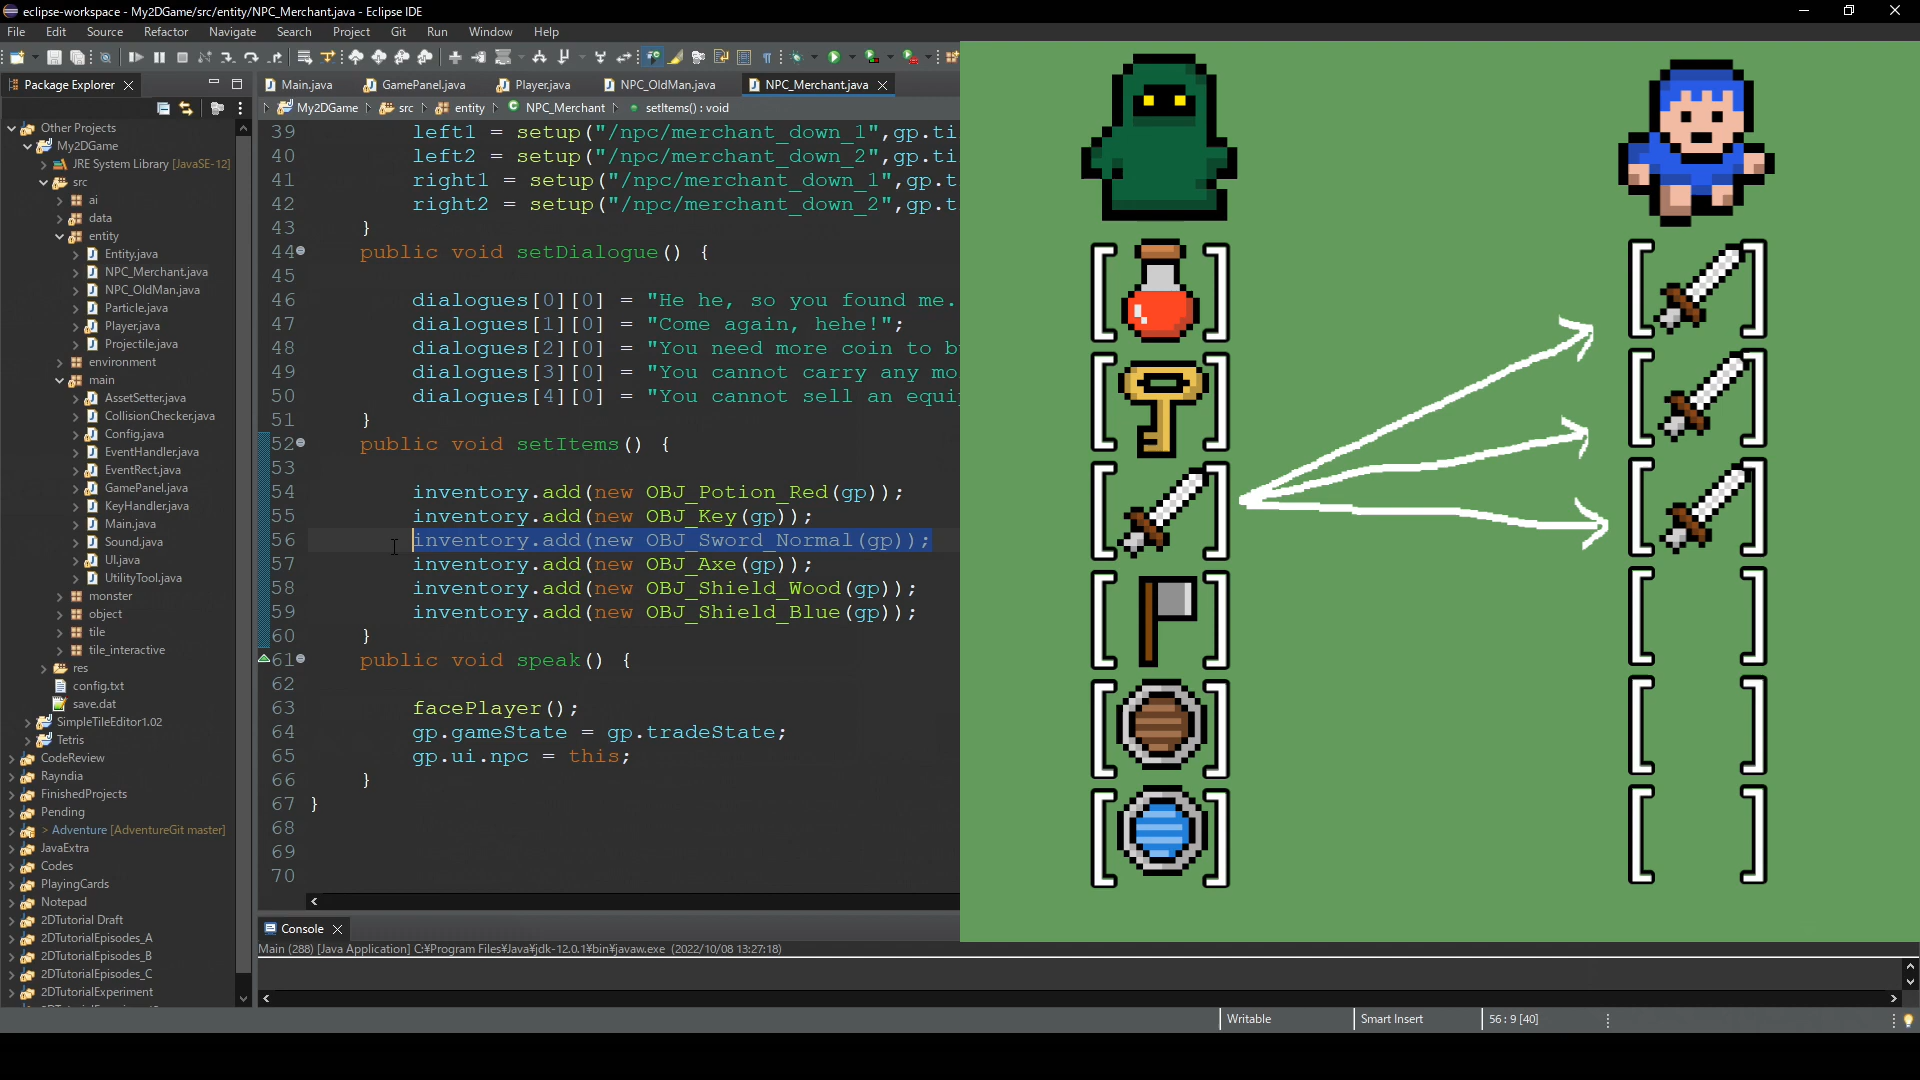 eclipse-workspace - My2DGame/src/entity/NPC_Merchant.java - Eclipse IDE
File Edit Source Refactor Navigate Search Project Git Run Window Help
Package Explorer
Main.java GamePanel.java Player.java NPC_OldMan.java NPC_Merchant.java
My2DGame src entity NPC_Merchant setItems() : void
Other Projects
My2DGame
JRE System Library [JavaSE-12]
src
ai
data
entity
Entity.java
NPC_Merchant.java
NPC_OldMan.java
Particle.java
Player.java
Projectile.java
environment
main
AssetSetter.java
CollisionChecker.java
Config.java
EventHandler.java
EventRect.java
GamePanel.java
KeyHandler.java
Main.java
Sound.java
UI.java
UtilityTool.java
monster
object
tile
tile_interactive
res
config.txt
save.dat
SimpleTileEditor1.02
Tetris
CodeReview
Rayndia
FinishedProjects
Pending
> Adventure [AdventureGit master]
JavaExtra
Codes
PlayingCards
Notepad
2DTutorial Draft
2DTutorialEpisodes_A
2DTutorialEpisodes_B
2DTutorialEpisodes_C
2DTutorialExperiment
39 left1 = setup("/npc/merchant_down_1",gp.ti
40 left2 = setup("/npc/merchant_down_2",gp.ti
41 right1 = setup("/npc/merchant_down_1",gp.t
42 right2 = setup("/npc/merchant_down_2",gp.t
43 }
44 public void setDialogue() {
45
46 dialogues[0][0] = "He he, so you found me.
47 dialogues[1][0] = "Come again, hehe!";
48 dialogues[2][0] = "You need more coin to b
49 dialogues[3][0] = "You cannot carry any mo
50 dialogues[4][0] = "You cannot sell an equi
51 }
52 public void setItems() {
53
54 inventory.add(new OBJ_Potion_Red(gp));
55 inventory.add(new OBJ_Key(gp));
56 inventory.add(new OBJ_Sword_Normal(gp));
57 inventory.add(new OBJ_Axe(gp));
58 inventory.add(new OBJ_Shield_Wood(gp));
59 inventory.add(new OBJ_Shield_Blue(gp));
60 }
61 public void speak() {
62
63 facePlayer();
64 gp.gameState = gp.tradeState;
65 gp.ui.npc = this;
66 }
67 }
68
69
70
Console
Main (288) [Java Application] C:¥Program Files¥Java¥jdk-12.0.1¥bin¥javaw.exe (2022/10/08 13:27:18)
Writable Smart Insert 56 : 9 [40]